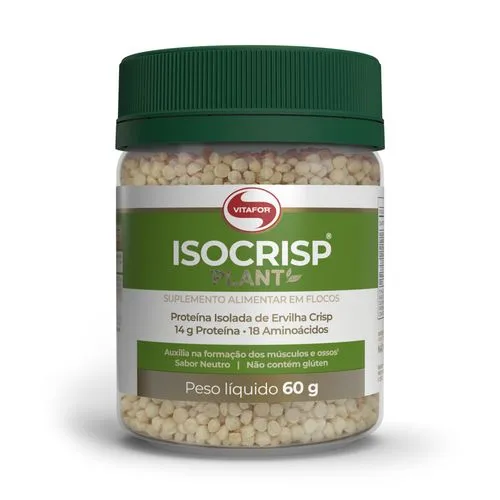 VITAFOR®
ISOCRISP®
PLANT
SUPLEMENTO ALIMENTAR EM FLOCOS
Proteína Isolada de Ervilha Crisp
14 g Proteína • 18 Aminoácidos
Auxilia na formação dos músculos e ossos¹
Sabor Neutro | Não contém glúten
Peso líquido 60 g